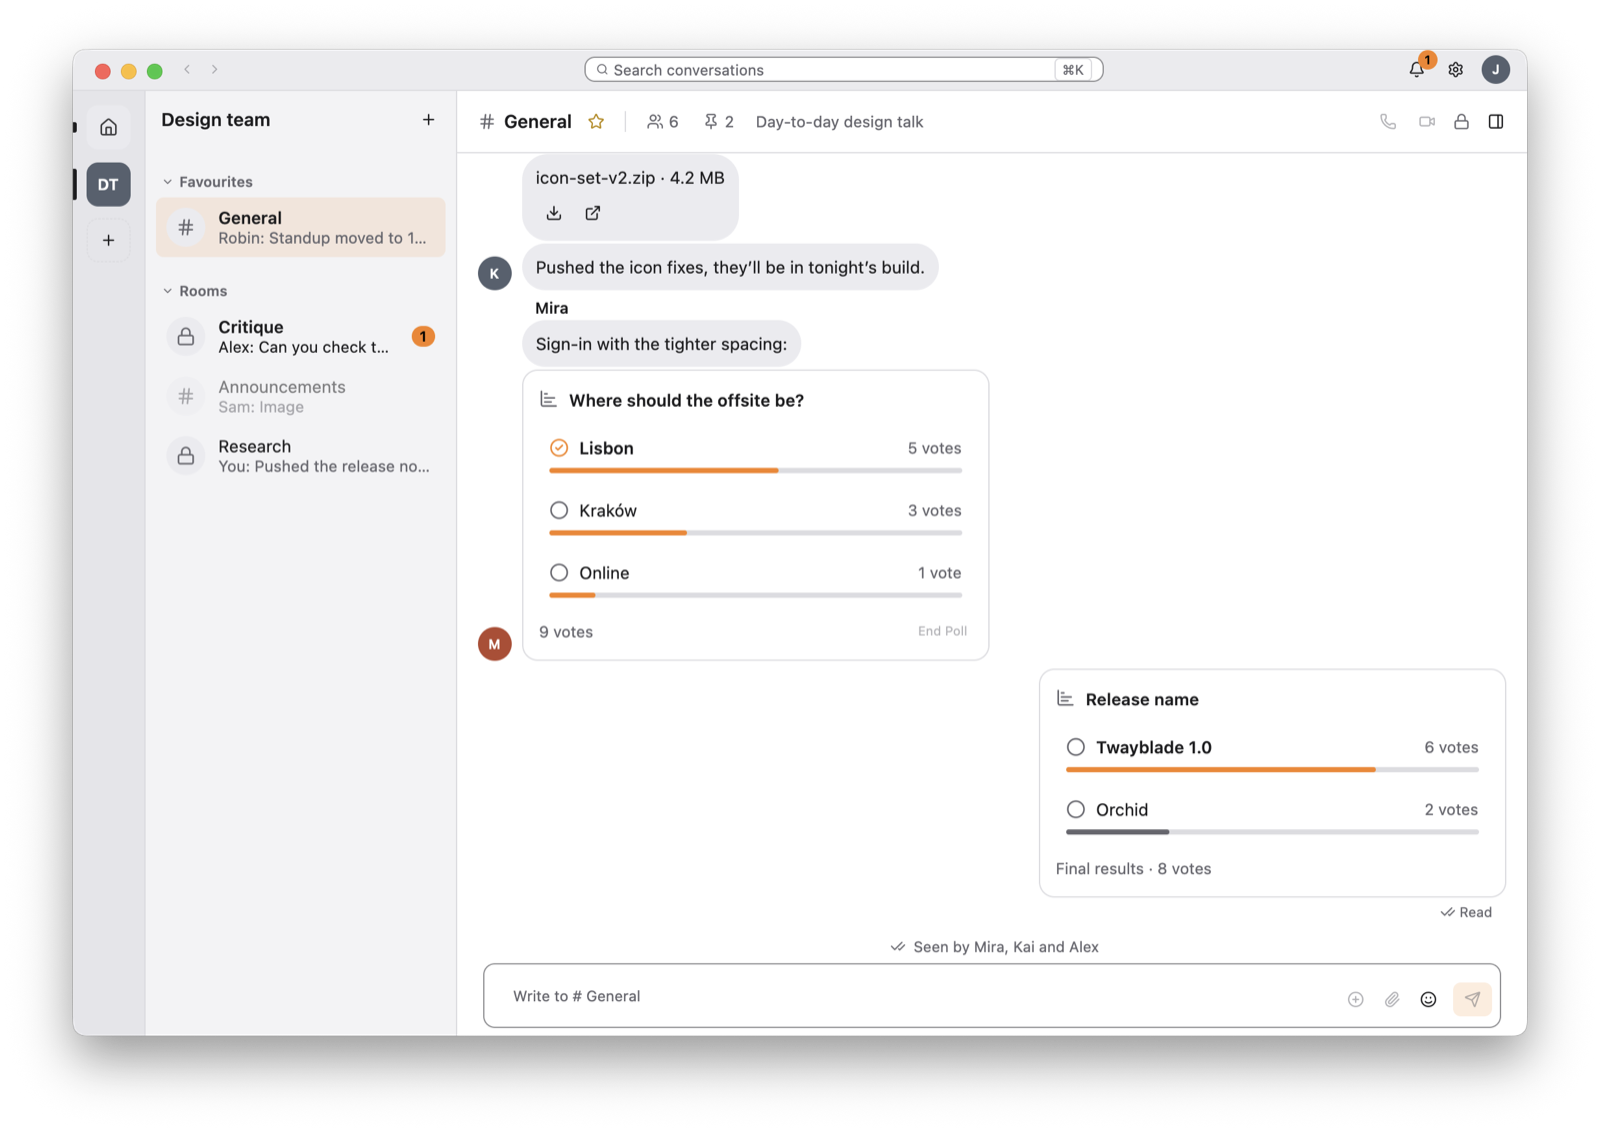 Search conversations
⌘K
1
J
DT
Design team
Favourites
General
Robin: Standup moved to 1...
Rooms
Critique
Alex: Can you check t...
1
Announcements
Sam: Image
Research
You: Pushed the release no...
# General
6
2
Day-to-day design talk
icon-set-v2.zip · 4.2 MB
K
Pushed the icon fixes, they’ll be in tonight’s build.
Mira
Sign-in with the tighter spacing:
Where should the offsite be?
Lisbon 5 votes
Kraków 3 votes
Online 1 vote
9 votes
End Poll
M
Release name
Twayblade 1.0 6 votes
Orchid 2 votes
Final results · 8 votes
Read
Seen by Mira, Kai and Alex
Write to # General